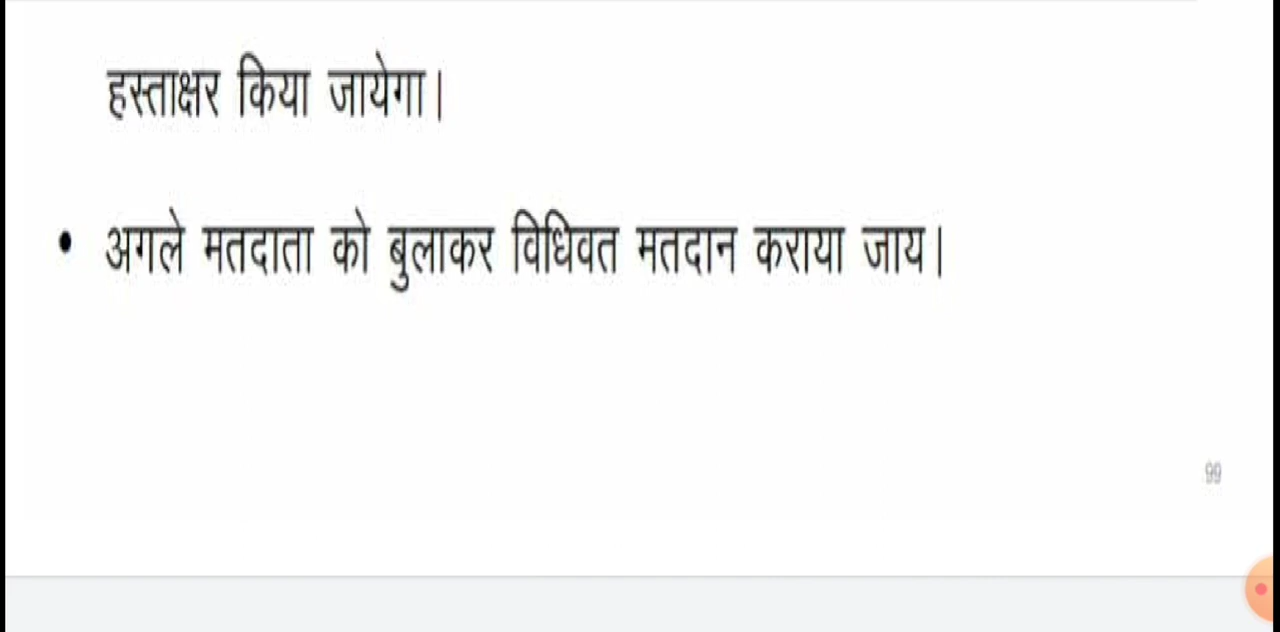 हस्ताक्षर किया जायेगा।
• अगले मतदाता को बुलाकर विधिवत मतदान कराया जाय।
99